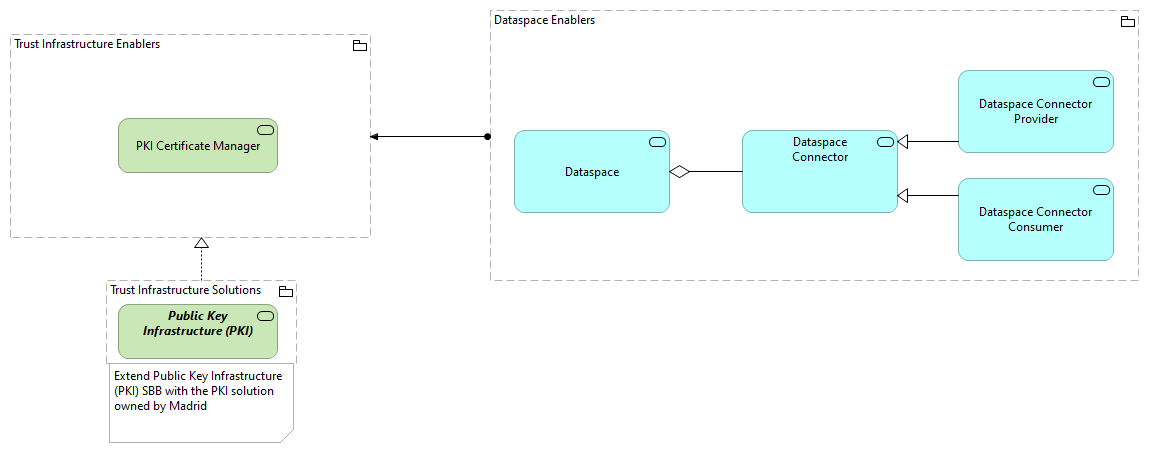 Dataspace Enablers
Trust Infrastructure Enablers
PKI Certificate Manager
Dataspace
Dataspace
Connector
Dataspace Connector
Provider
Dataspace Connector
Consumer
Trust Infrastructure Solutions
Public Key
Infrastructure (PKI)
Extend Public Key Infrastructure
(PKI) SBB with the PKI solution
owned by Madrid